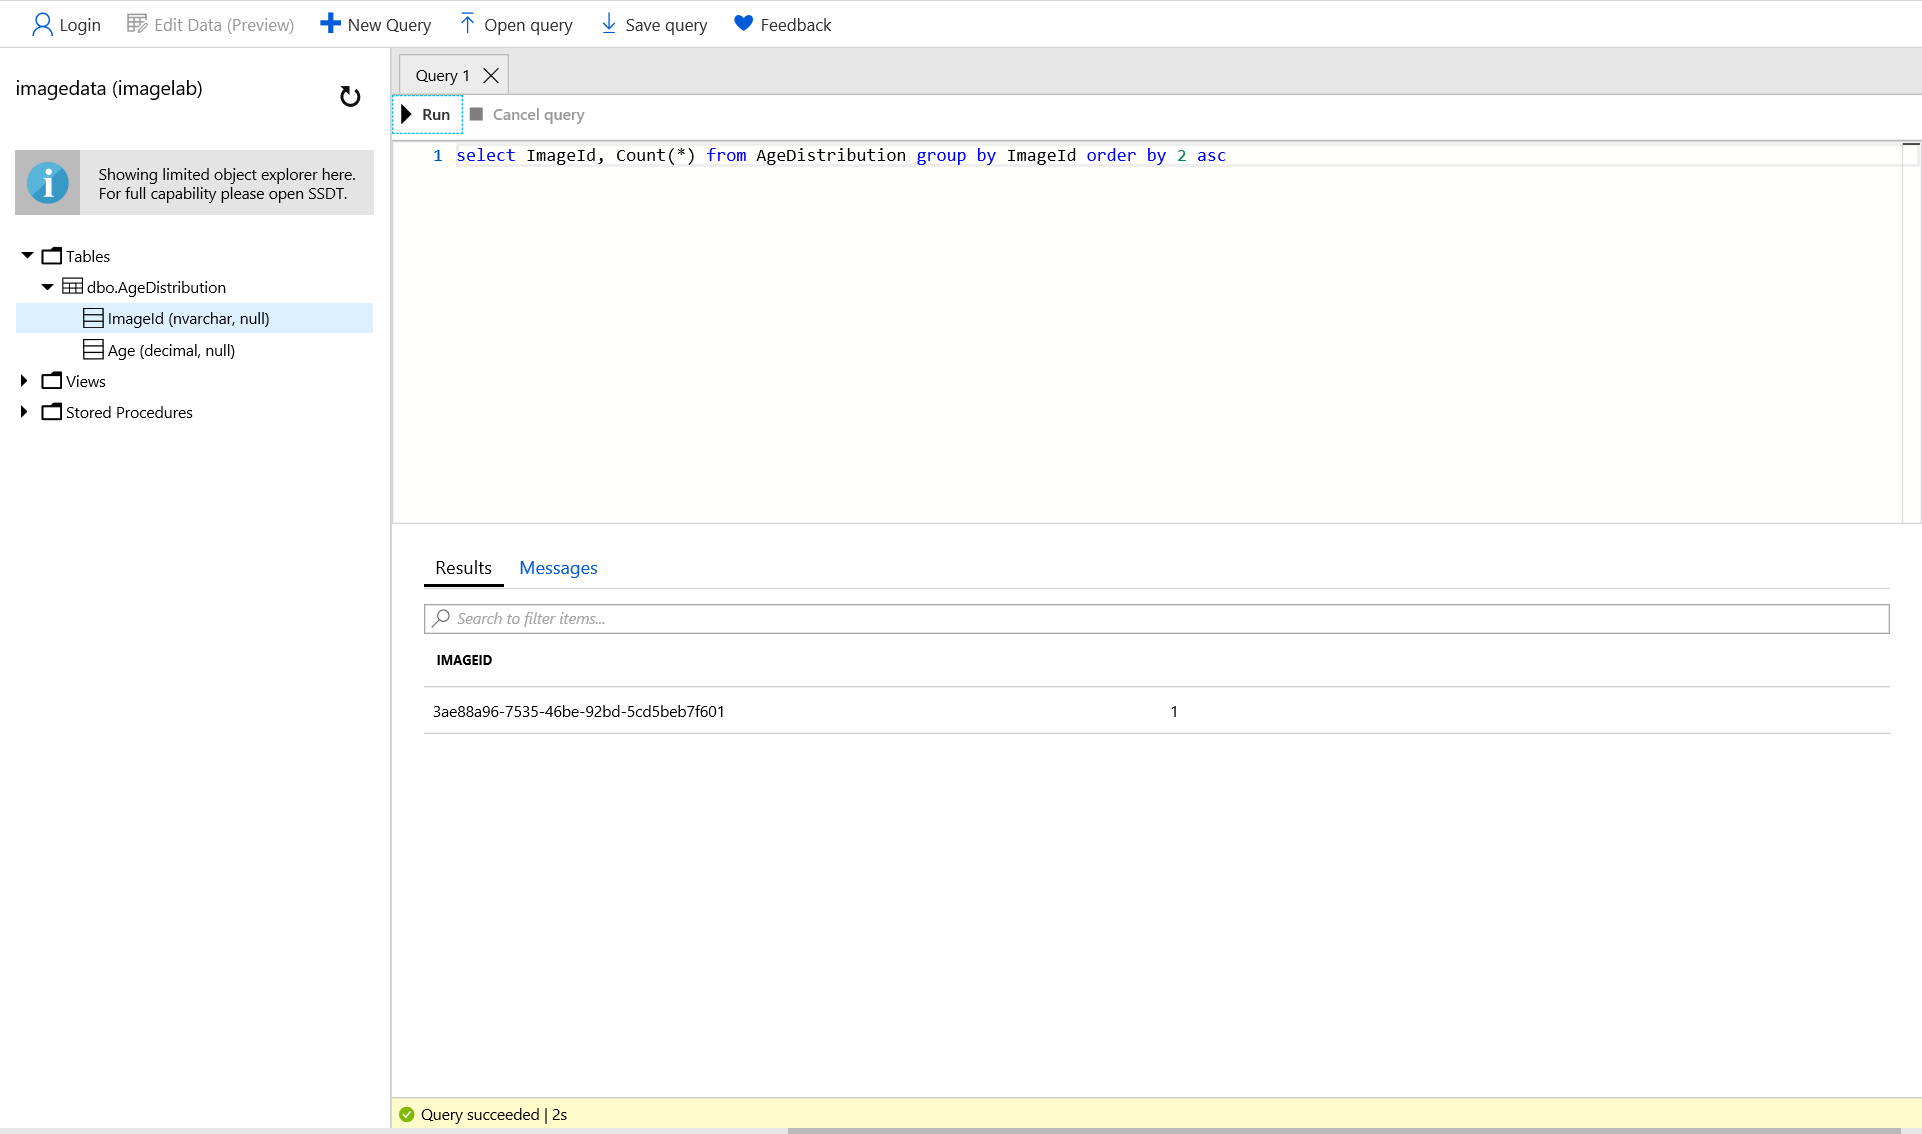 Login Edit Data (Preview) New Query Open query Save query Feedback
imagedata (imagelab)
Showing limited object explorer here.
For full capability please open SSDT.
Tables
dbo.AgeDistribution
ImageId (nvarchar, null)
Age (decimal, null)
Views
Stored Procedures
Query 1
Run Cancel query
1 select ImageId, Count(*) from AgeDistribution group by ImageId order by 2 asc
Results Messages
Search to filter items...
IMAGEID
3ae88a96-7535-46be-92bd-5cd5beb7f601 1
Query succeeded | 2s